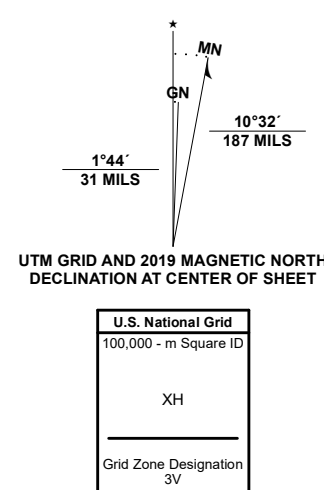 ★
MN
GN
10°32´
187 MILS
1°44´
31 MILS
UTM GRID AND 2019 MAGNETIC NORTH
DECLINATION AT CENTER OF SHEET
U.S. National Grid
100,000 - m Square ID
XH
Grid Zone Designation
3V